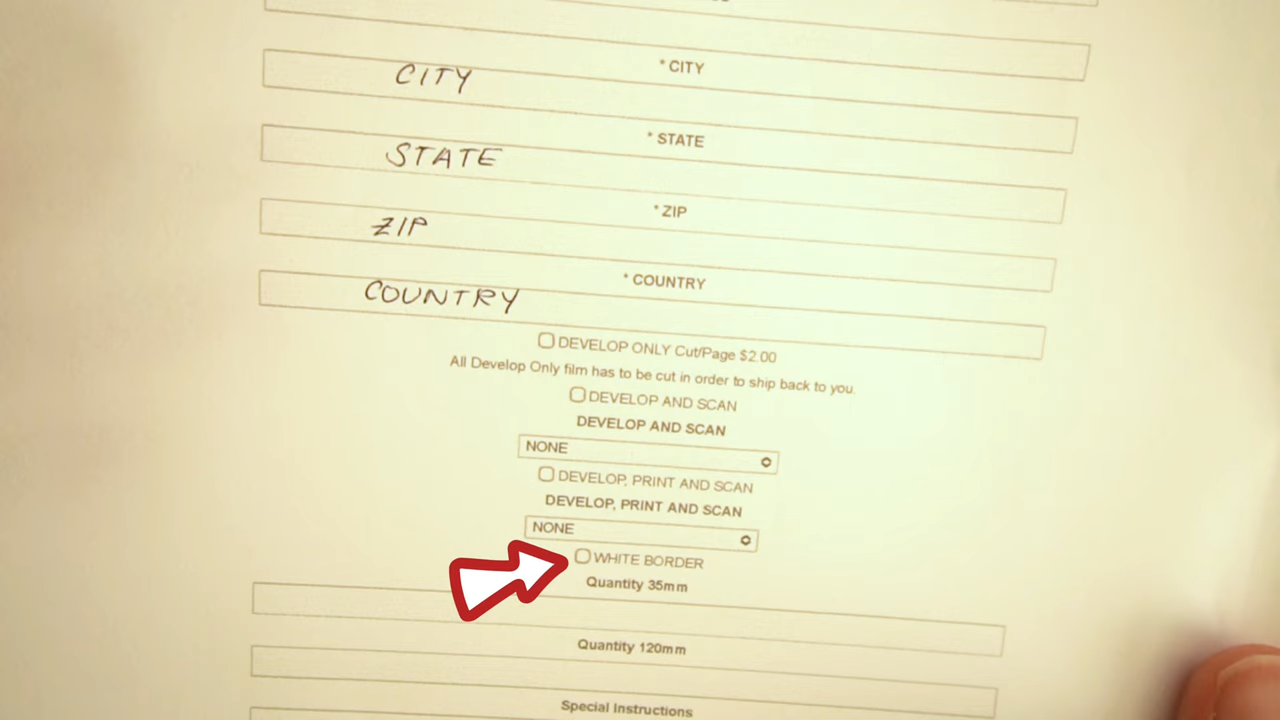 * CITY
CITY
* STATE
STATE
* ZIP
ZIP
* COUNTRY
COUNTRY
DEVELOP ONLY Cut/Page $2.00
All Develop Only film has to be cut in order to ship back to you.
DEVELOP AND SCAN
DEVELOP AND SCAN
NONE
DEVELOP, PRINT AND SCAN
DEVELOP, PRINT AND SCAN
NONE
WHITE BORDER
Quantity 35mm
Quantity 120mm
Special Instructions